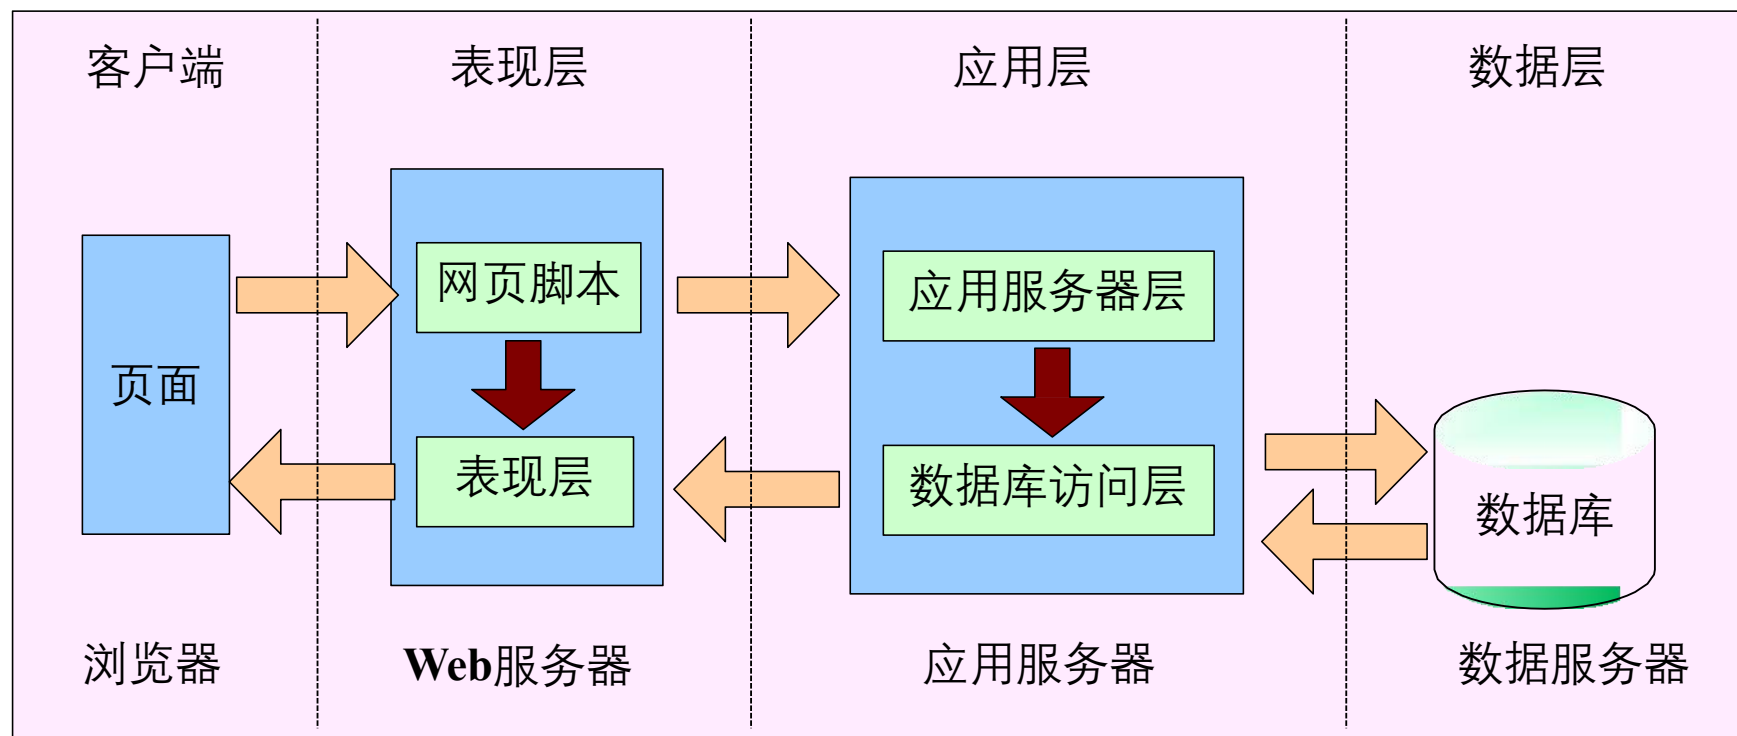 客户端
表现层
应用层
数据层
页面
网页脚本
表现层
应用服务器层
数据库访问层
数据库
浏览器
Web服务器
应用服务器
数据服务器